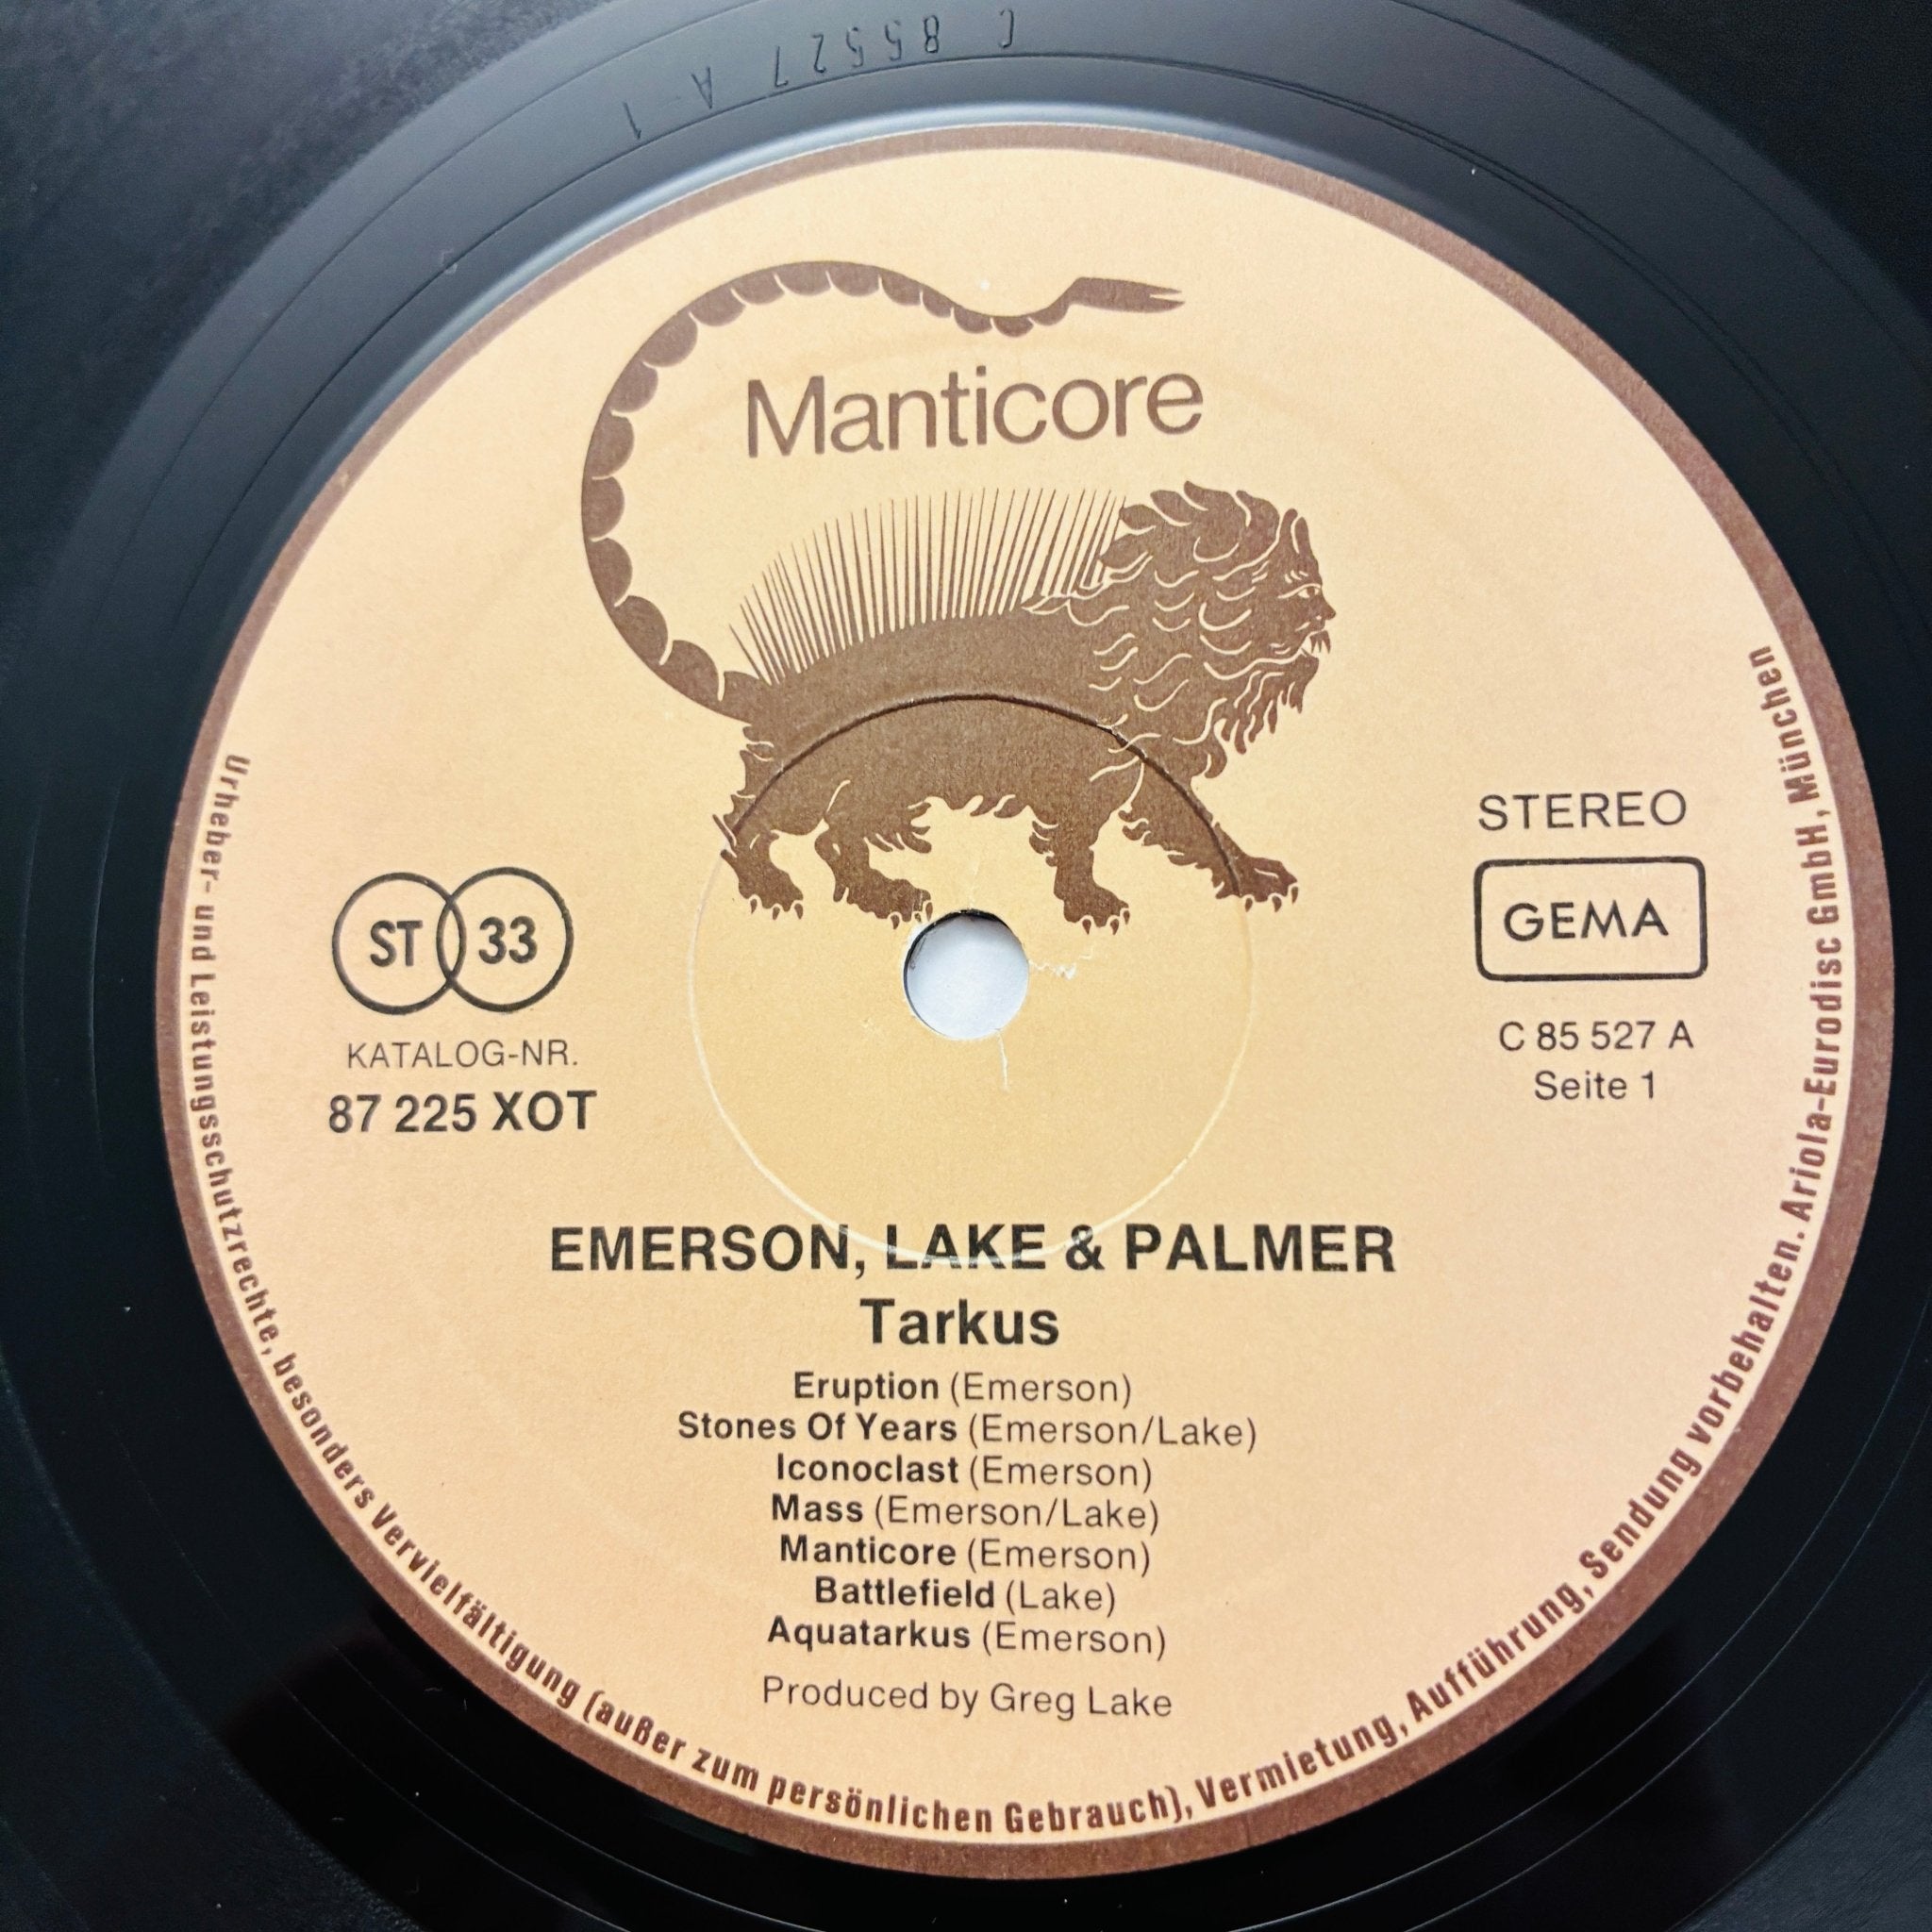 C 85527 A-1
Manticore
STEREO
GEMA
C 85 527 A
Seite 1
ST 33
KATALOG-NR.
87 225 XOT
EMERSON, LAKE & PALMER
Tarkus
Eruption (Emerson)
Stones Of Years (Emerson/Lake)
Iconoclast (Emerson)
Mass (Emerson/Lake)
Manticore (Emerson)
Battlefield (Lake)
Aquatarkus (Emerson)
Produced by Greg Lake
Urheber- und Leistungsschutzrechte, besonders Vervielfältigung (außer zum persönlichen Gebrauch), Vermietung, Aufführung, Sendung vorbehalten. Ariola-Eurodisc GmbH, München